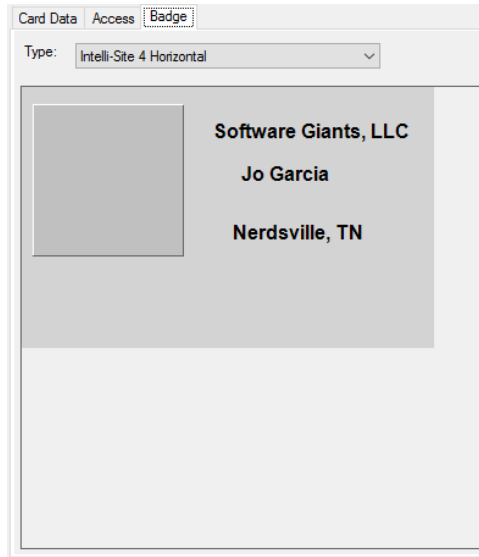 Card Data Access Badge
Type: Intelli-Site 4 Horizontal
Software Giants, LLC
Jo Garcia
Nerdsville, TN